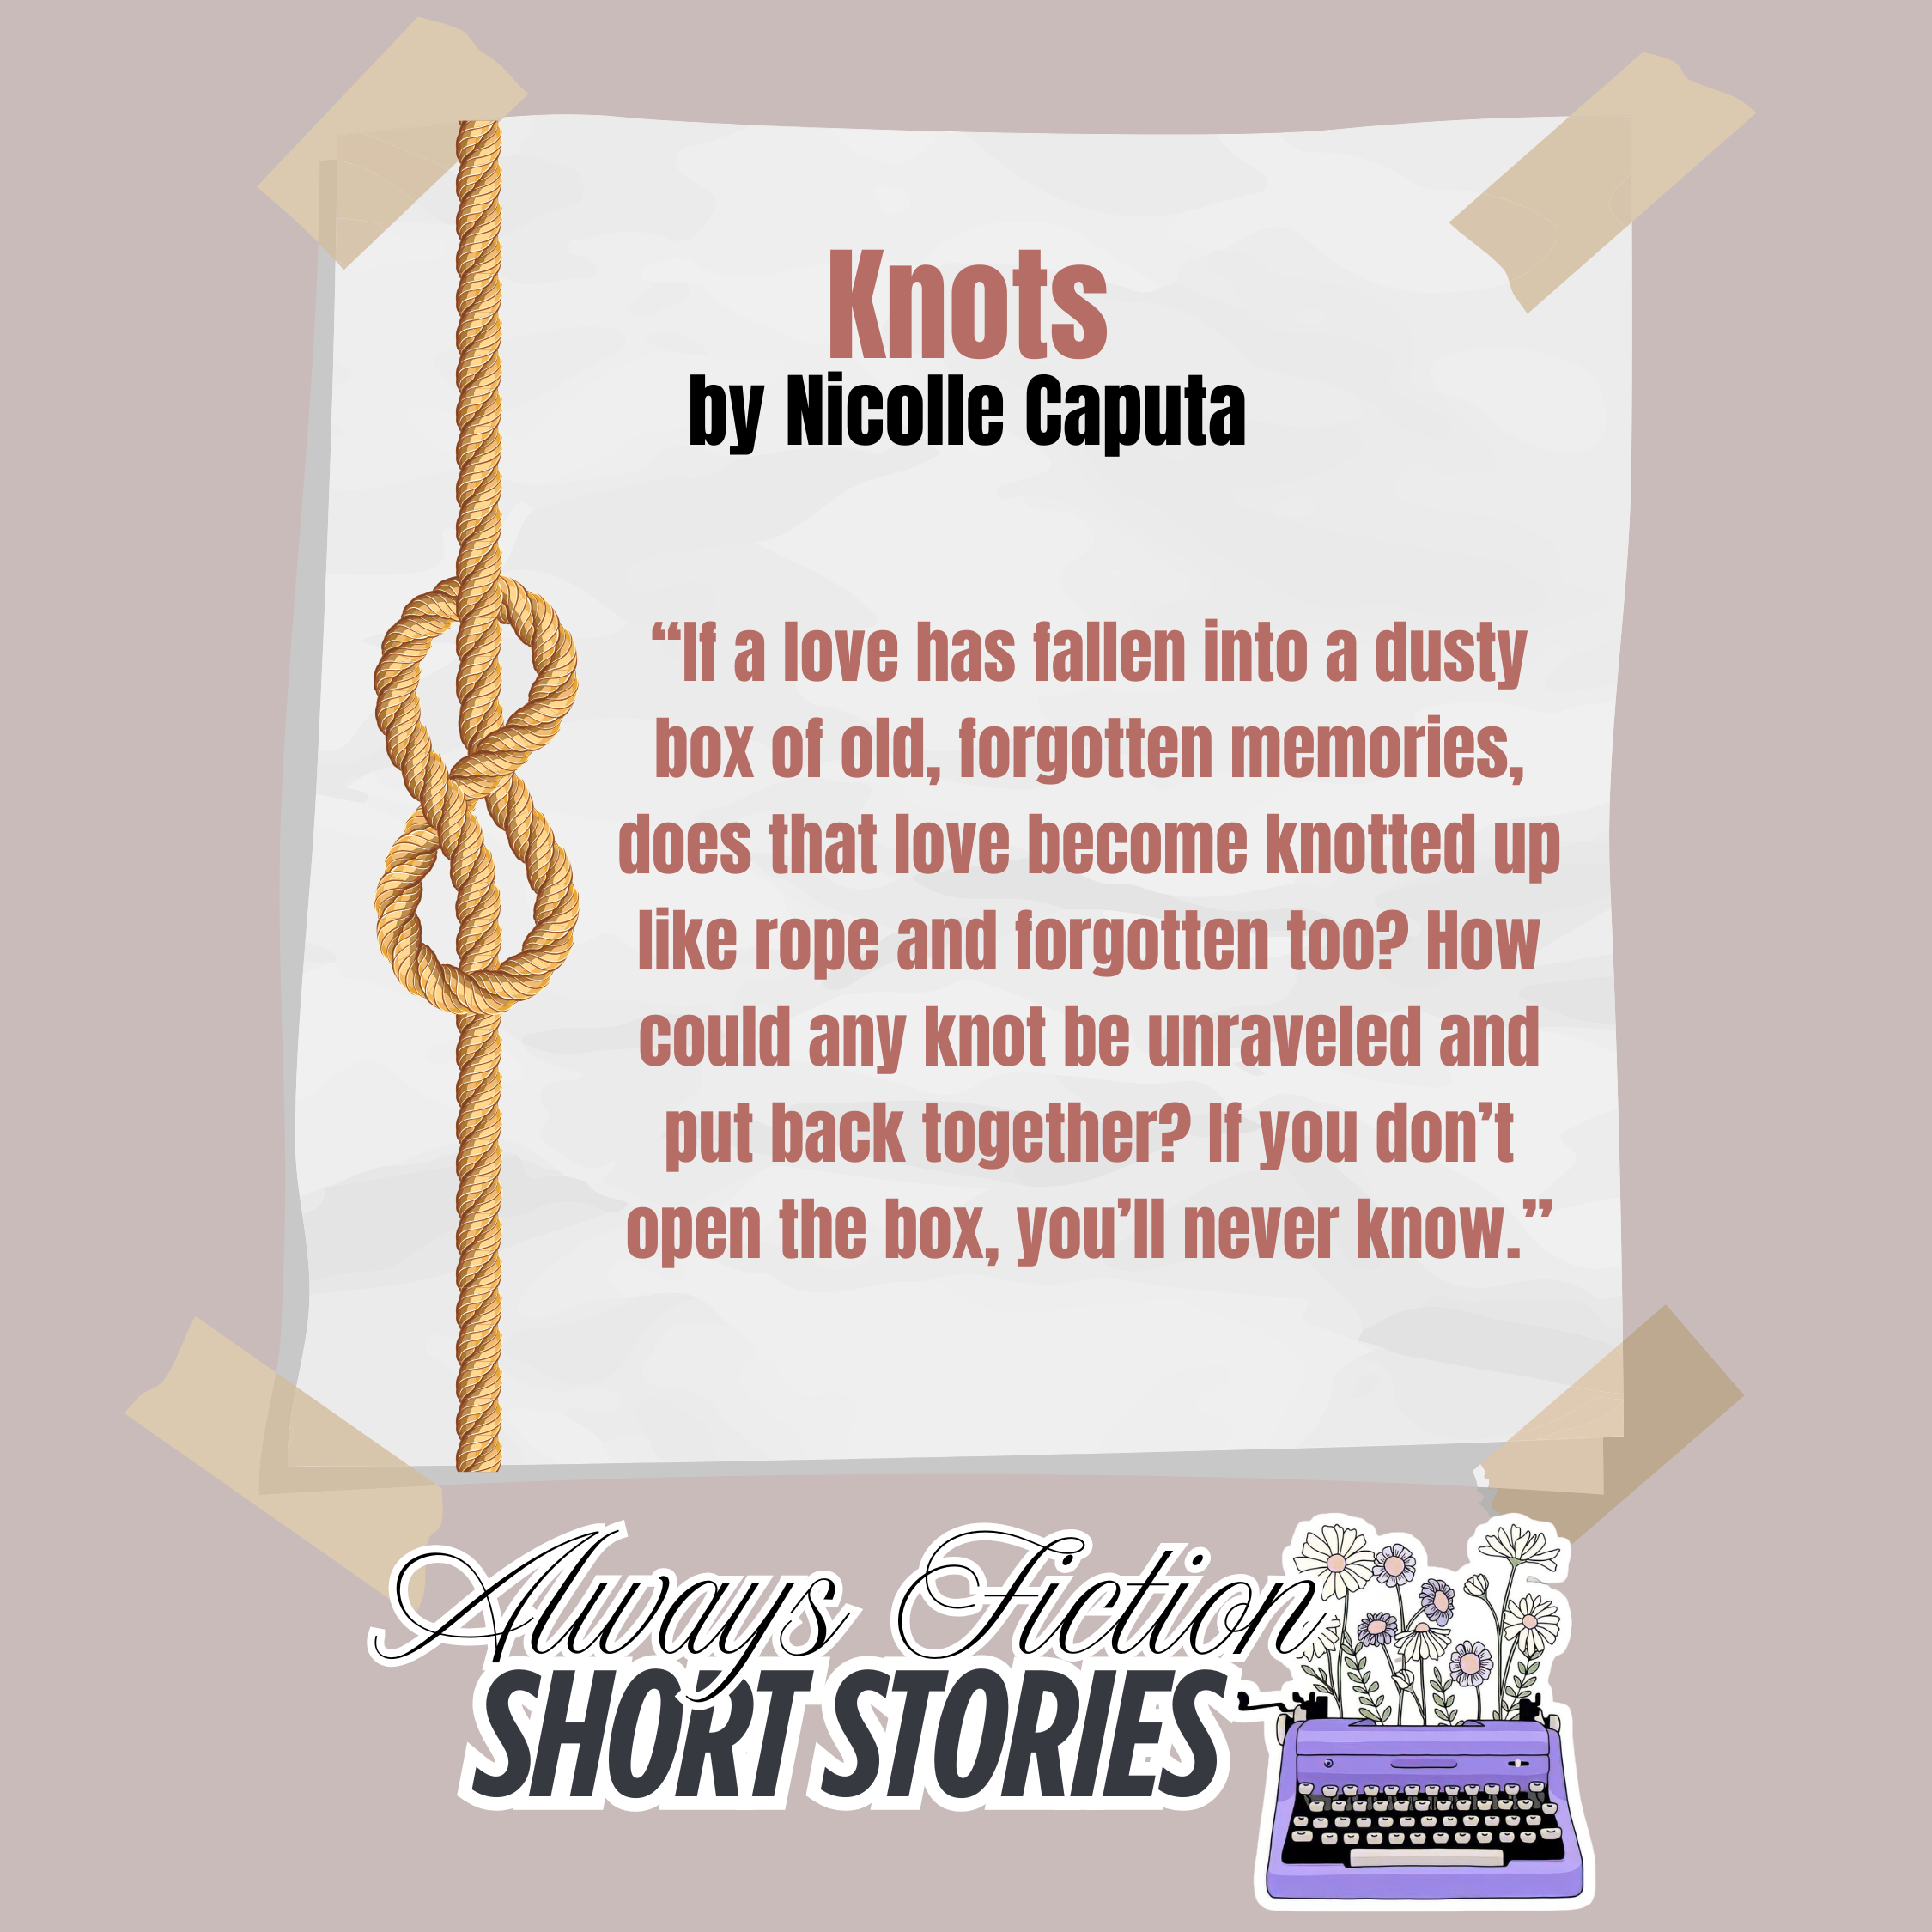 Knots
by Nicolle Caputa
“If a love has fallen into a dusty
box of old, forgotten memories,
does that love become knotted up
like rope and forgotten too? How
could any knot be unraveled and
put back together? If you don’t
open the box, you’ll never know.”
Always Fiction
SHORT STORIES